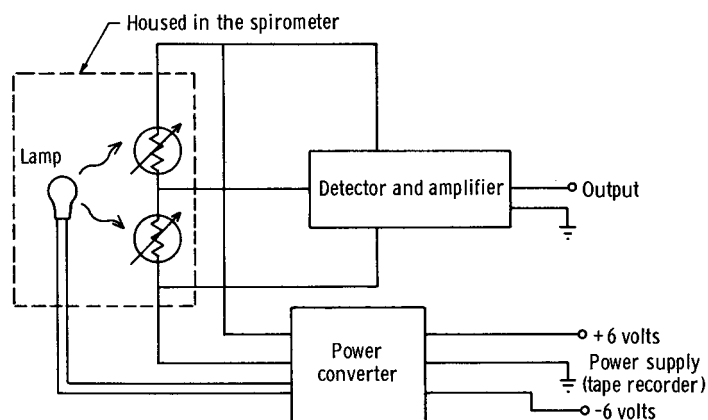 Housed in the spirometer
Lamp
Detector and amplifier
Output
Power
converter
+6 volts
Power supply
(tape recorder)
-6 volts